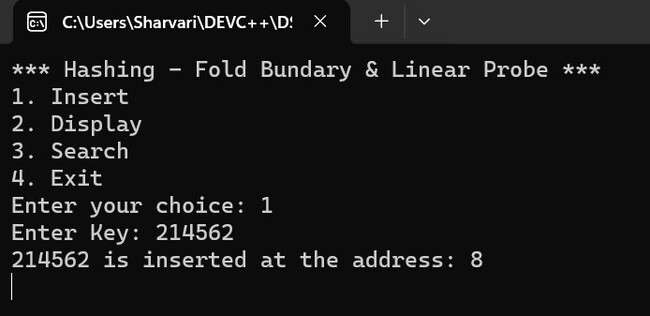 C:\Users\Sharvari\DEVC++\DS
*** Hashing - Fold Bundary & Linear Probe ***
1. Insert
2. Display
3. Search
4. Exit
Enter your choice: 1
Enter Key: 214562
214562 is inserted at the address: 8